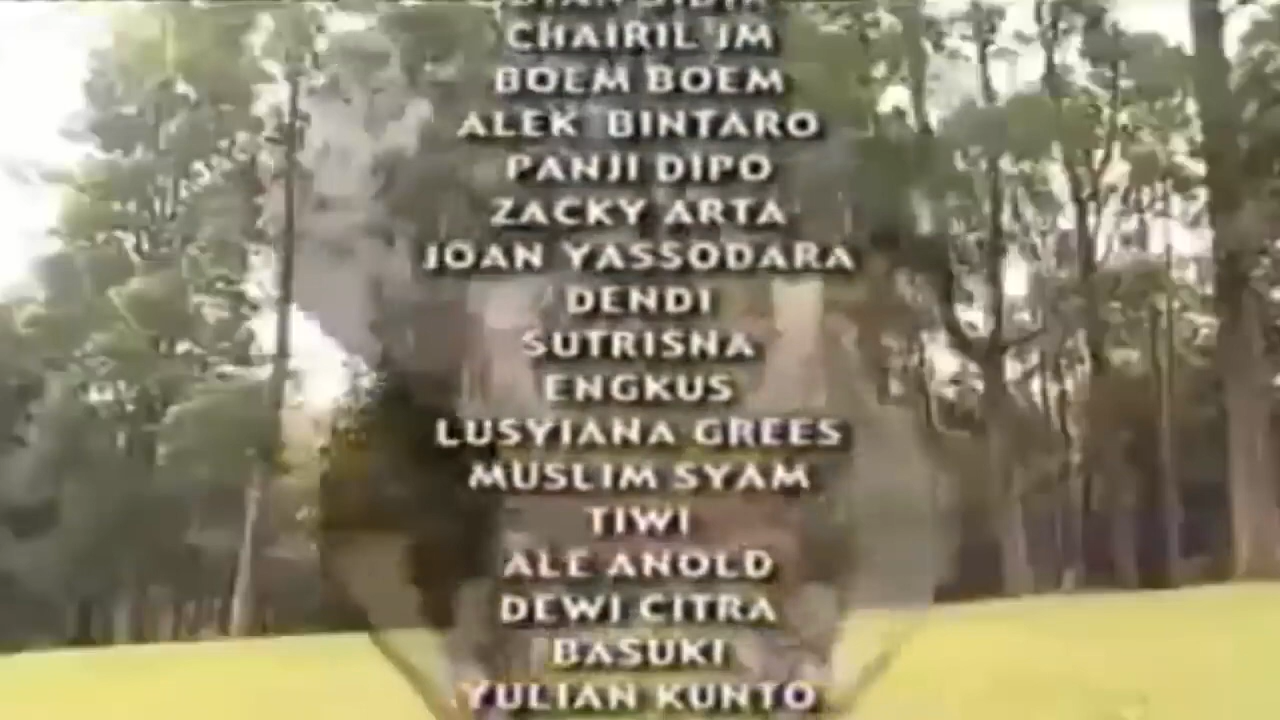 CHAIRIL JM
BOEM BOEM
ALEK BINTARO
PANJI DIPO
ZACKY ARTA
JOAN YASSODARA
DENDI
SUTRISNA
ENGKUS
LUSYIANA GREES
MUSLIM SYAM
TIWI
ALE ANOLD
DEWI CITRA
BASUKI
YULIAN KUNTO